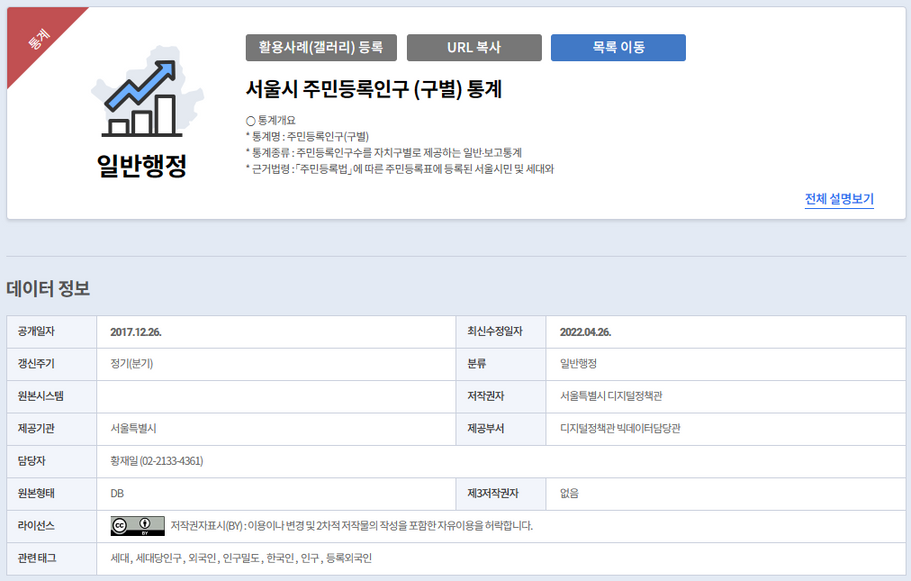 통계
활용사례(갤러리) 등록 URL 복사 목록 이동
서울시 주민등록인구 (구별) 통계
○ 통계개요
* 통계명 : 주민등록인구(구별)
* 통계종류 : 주민등록인구수를 자치구별로 제공하는 일반·보고통계
* 근거법령 : 「주민등록법」에 따른 주민등록표에 등록된 서울시민 및 세대와
일반행정
전체 설명보기
데이터 정보
공개일자 2017.12.26. 최신수정일자 2022.04.26.
갱신주기 정기(분기) 분류 일반행정
원본시스템 저작권자 서울특별시 디지털정책관
제공기관 서울특별시 제공부서 디지털정책관 빅데이터담당관
담당자 황재일 (02-2133-4361)
원본형태 DB 제3저작권자 없음
라이선스 cc BY 저작권자표시(BY) : 이용이나 변경 및 2차적 저작물의 작성을 포함한 자유이용을 허락합니다.
관련 태그 세대, 세대당인구, 외국인, 인구밀도, 한국인, 인구, 등록외국인